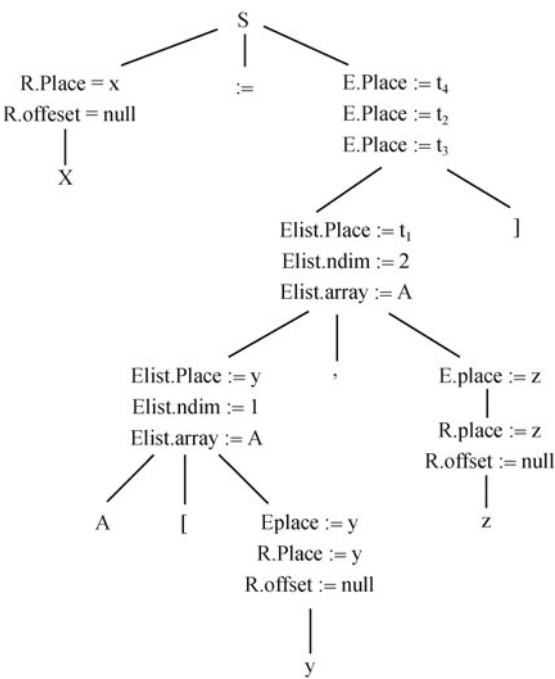 S
R.Place = x
R.offeset = null
X
:=
E.Place := t₄
E.Place := t₂
E.Place := t₃
Elist.Place := t₁
Elist.ndim := 2
Elist.array := A
]
Elist.Place := y
Elist.ndim := 1
Elist.array := A
,
E.place := z
R.place := z
R.offset := null
z
A
[
Eplace := y
R.Place := y
R.offset := null
y